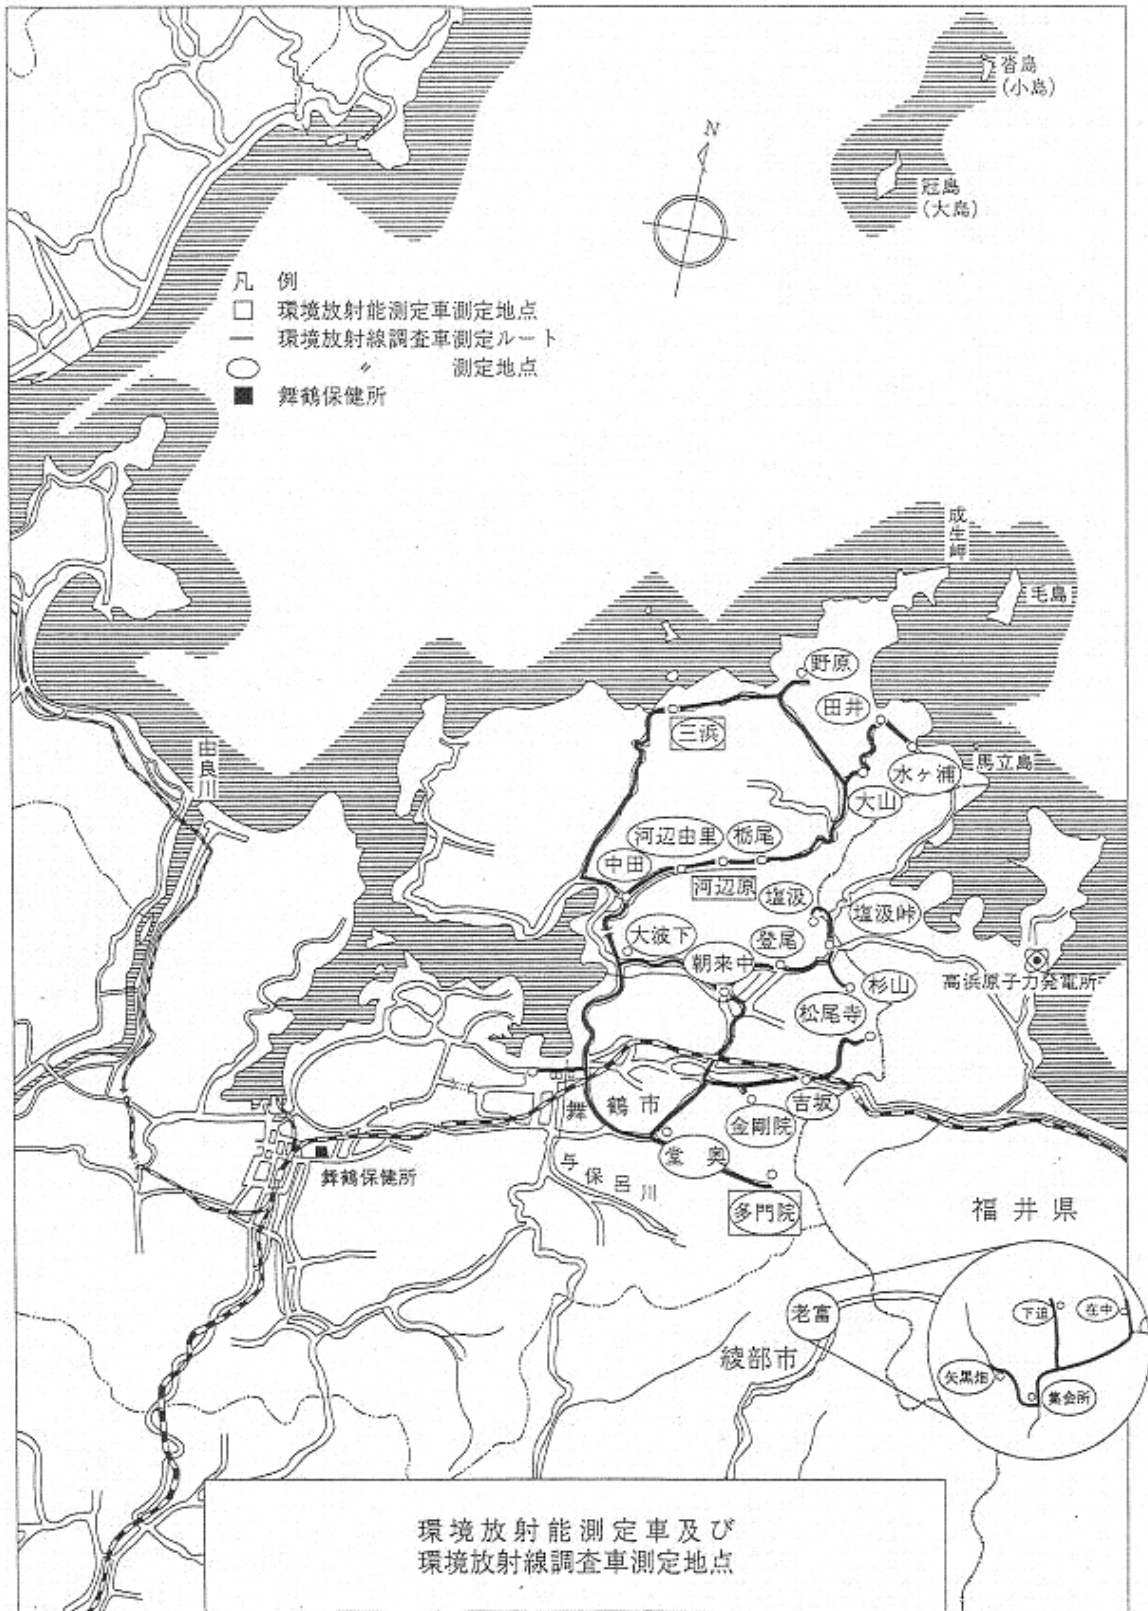 沓島
(小島)
N
冠島
(大島)
凡 例
□ 環境放射能測定車測定地点
― 環境放射線調査車測定ルート
○ 〃 測定地点
■ 舞鶴保健所
成生岬
毛島
野原
田井
三浜
由良川
水ヶ浦
馬立島
大山
河辺由里
栃尾
中田
河辺原
塩汲
塩汲峠
大波下
登尾
朝来中
高浜原子力発電所
杉山
松尾寺
舞鶴市
吉坂
金剛院
堂奥
与保呂川
舞鶴保健所
多門院
福井県
老富
下迫
在中
綾部市
矢黒畑
集会所
環境放射能測定車及び
環境放射線調査車測定地点